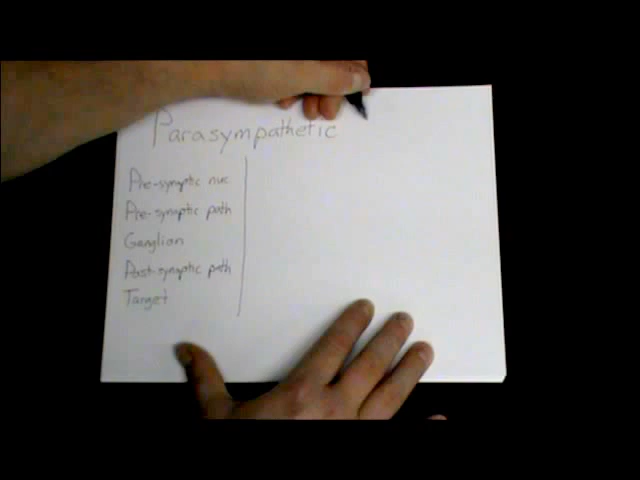 Parasympathetic
Pre-synaptic nuc
Pre-synaptic path
Ganglion
Post-synaptic path
Target